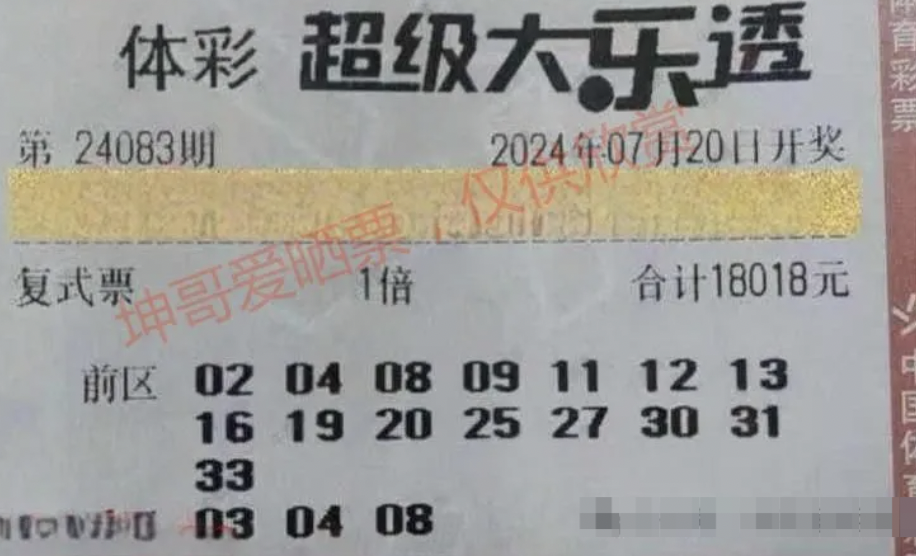 体彩 超级大乐透
第 24083期 2024年07月20日开奖
复式票 1倍 合计18018元
坤哥爱晒票，仅供欣赏
前区 02 04 08 09 11 12 13
16 19 20 25 27 30 31
33
03 04 08
体育彩票
中国体育